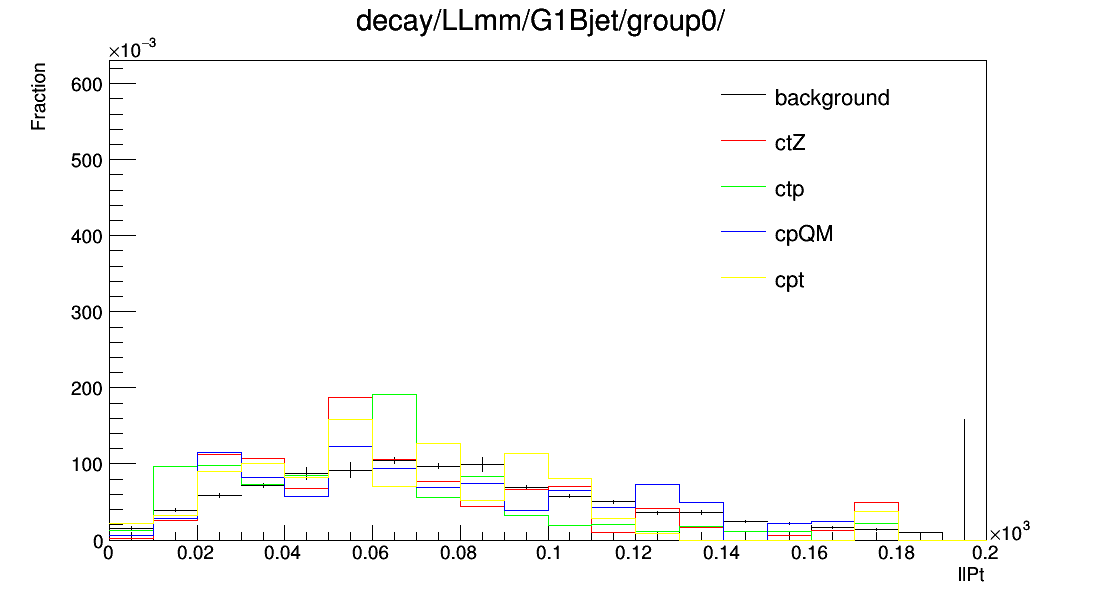 decay/LLmm/G1Bjet/group0/
×10⁻³
Fraction
600
500
400
300
200
100
0
background
ctZ
ctp
cpQM
cpt
0 0.02 0.04 0.06 0.08 0.1 0.12 0.14 0.16 0.18 0.2
×10³
llPt